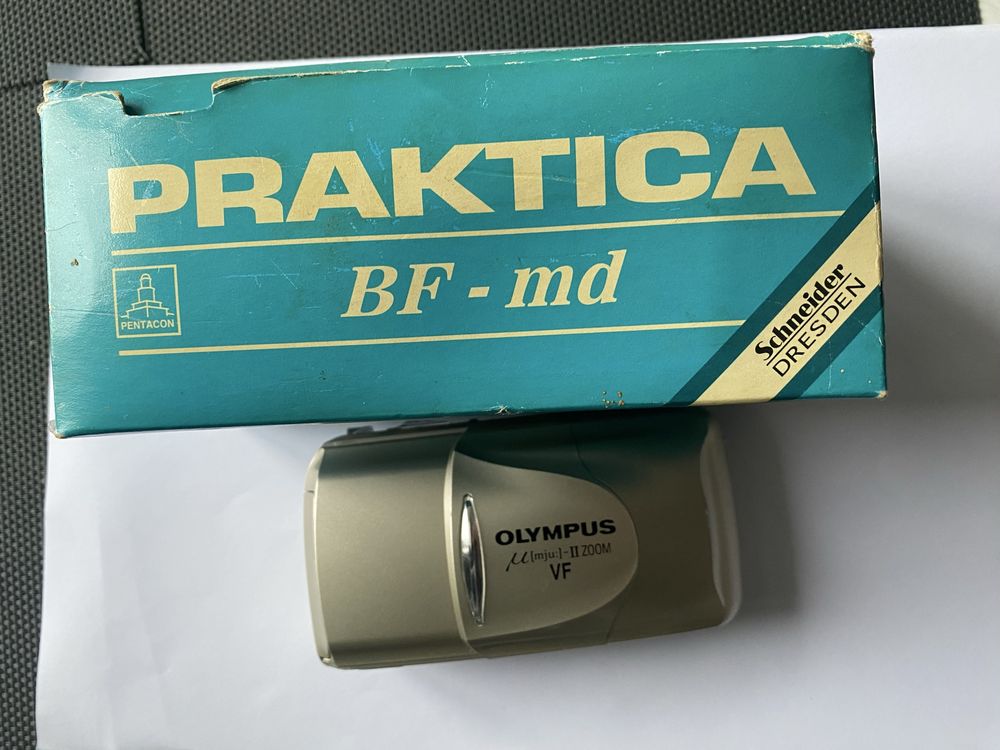 PRAKTICA
BF - md
PENTACON
Schneider
DRESDEN
OLYMPUS
µ[mju:]-II ZOOM
VF